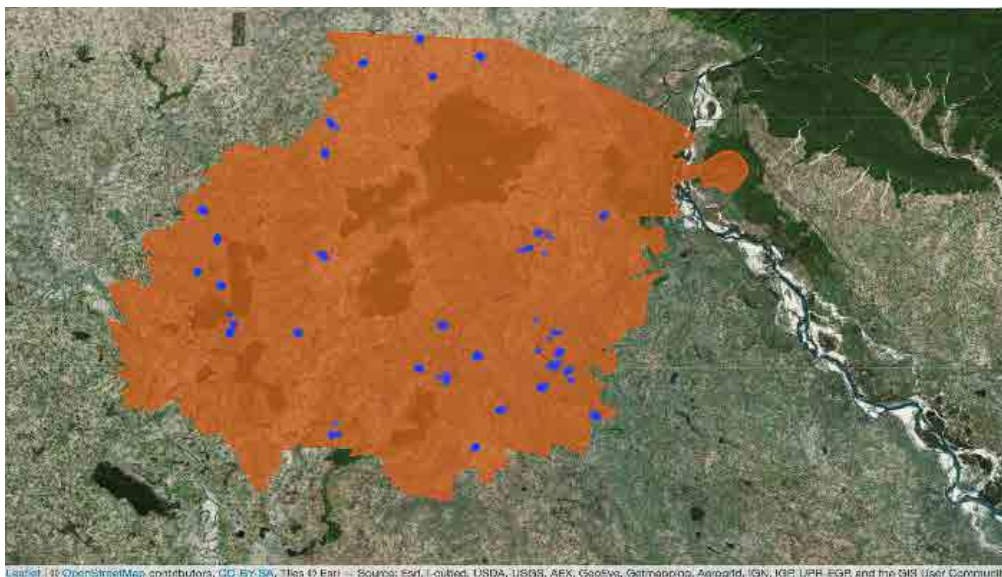 Leaflet | © OpenStreetMap contributors, CC-BY-SA, Tiles © Esri — Source: Esri, i-cubed, USDA, USGS, AEX, GeoEye, Getmapping, Aerogrid, IGN, IGP, UPR-EGP, and the GIS User Commun